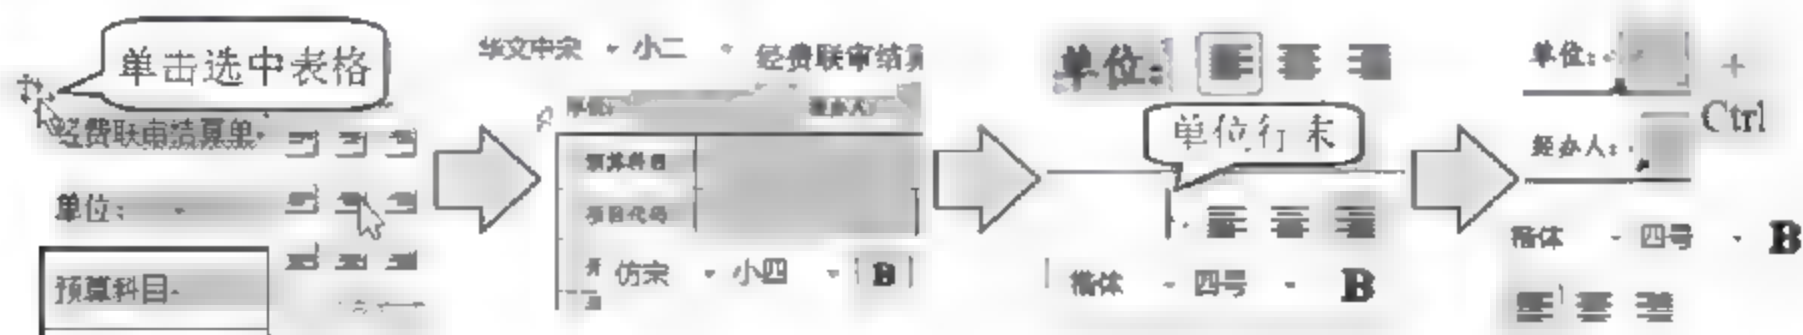 单击选中表格
经费联审结算单
单位：
预算科目
华文中宋 小二 经费联审结算
单位： 经办人：
预算科目
项目代码
仿宋 小四 B
单位：
单位行末
楷体 四号 B
单位： +
Ctrl
经办人：
楷体 四号 B